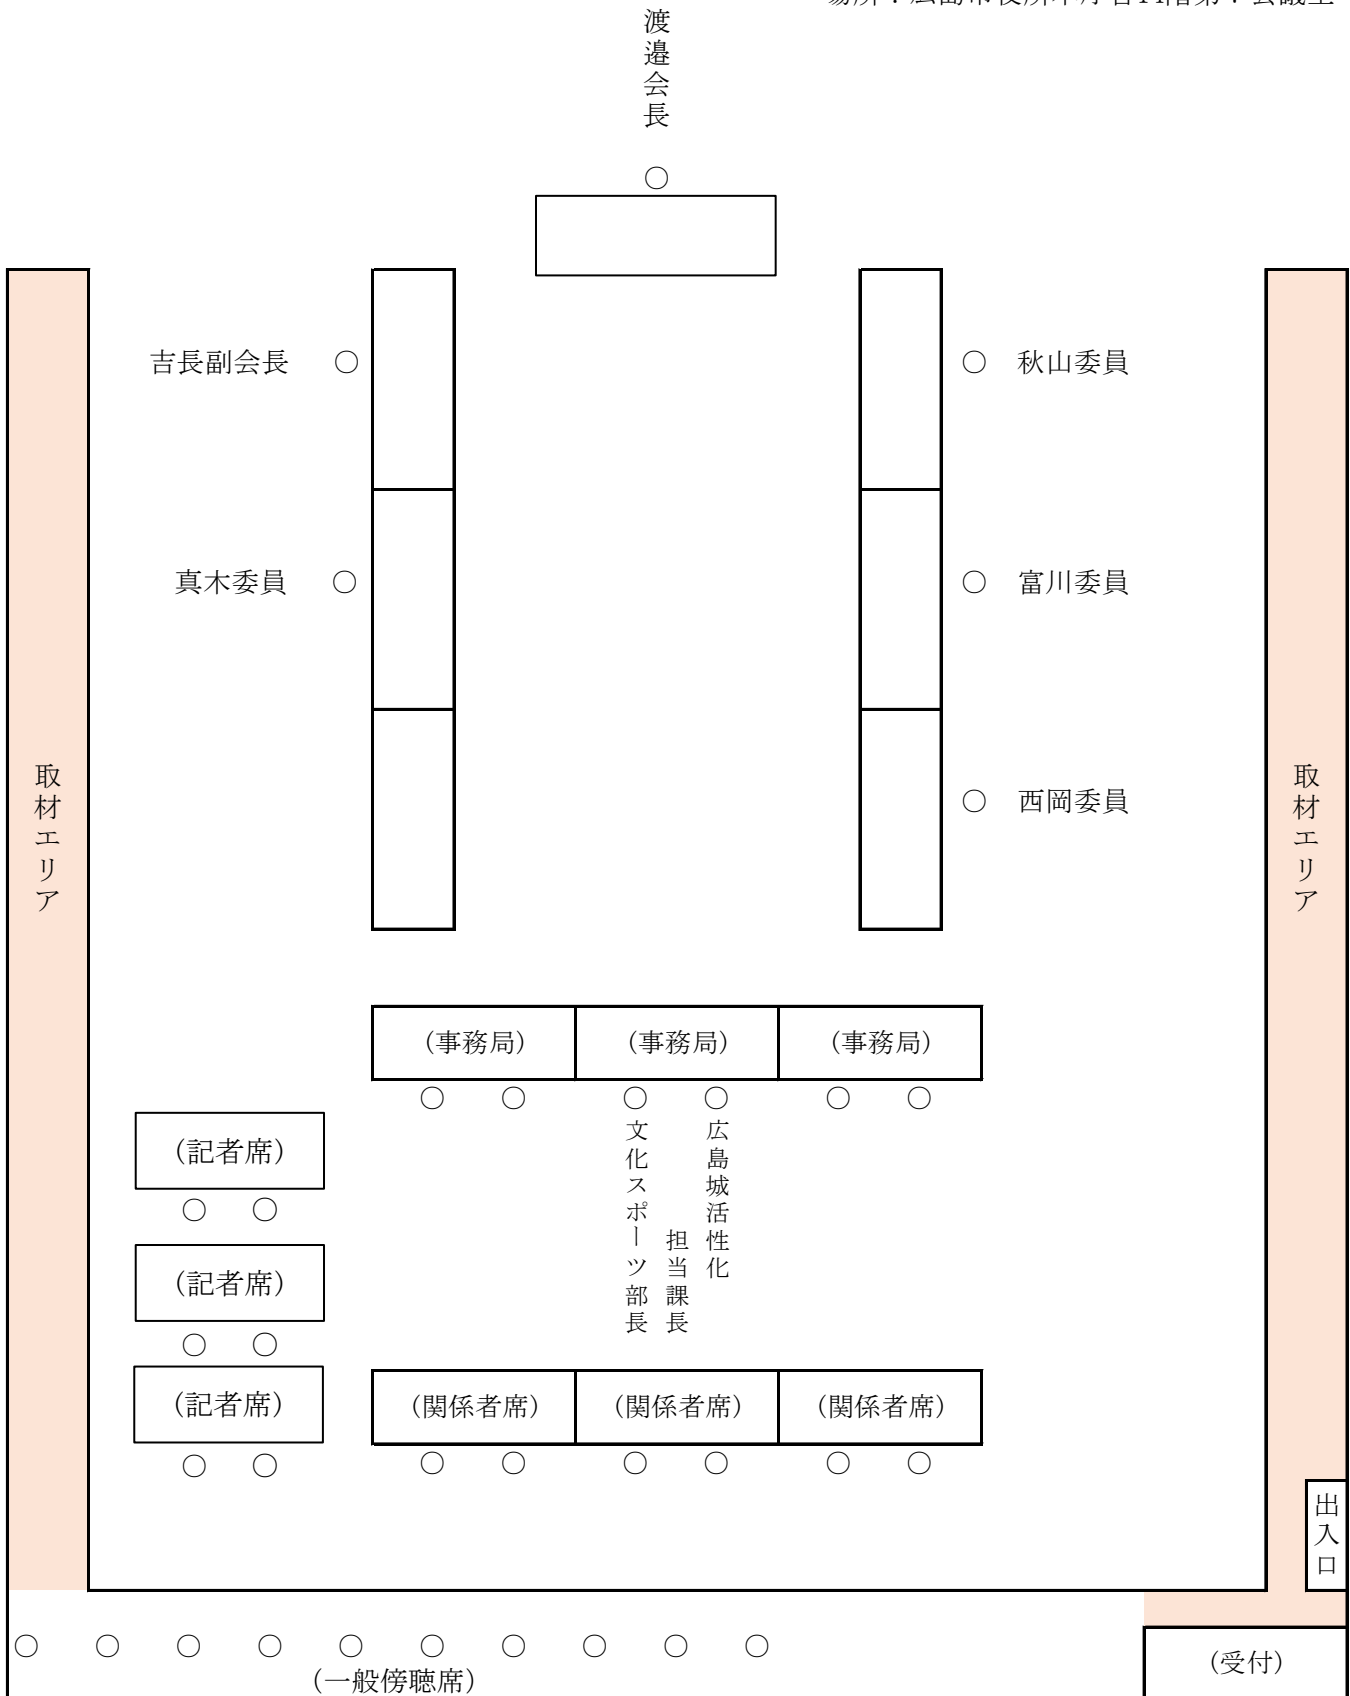 渡邉会長
吉長副会長
秋山委員
真木委員
富川委員
西岡委員
取材エリア
取材エリア
(事務局)
(事務局)
(事務局)
広島城活性化
担当課長
文化スポーツ部長
(記者席)
(記者席)
(記者席)
(関係者席)
(関係者席)
(関係者席)
出入口
(一般傍聴席)
(受付)